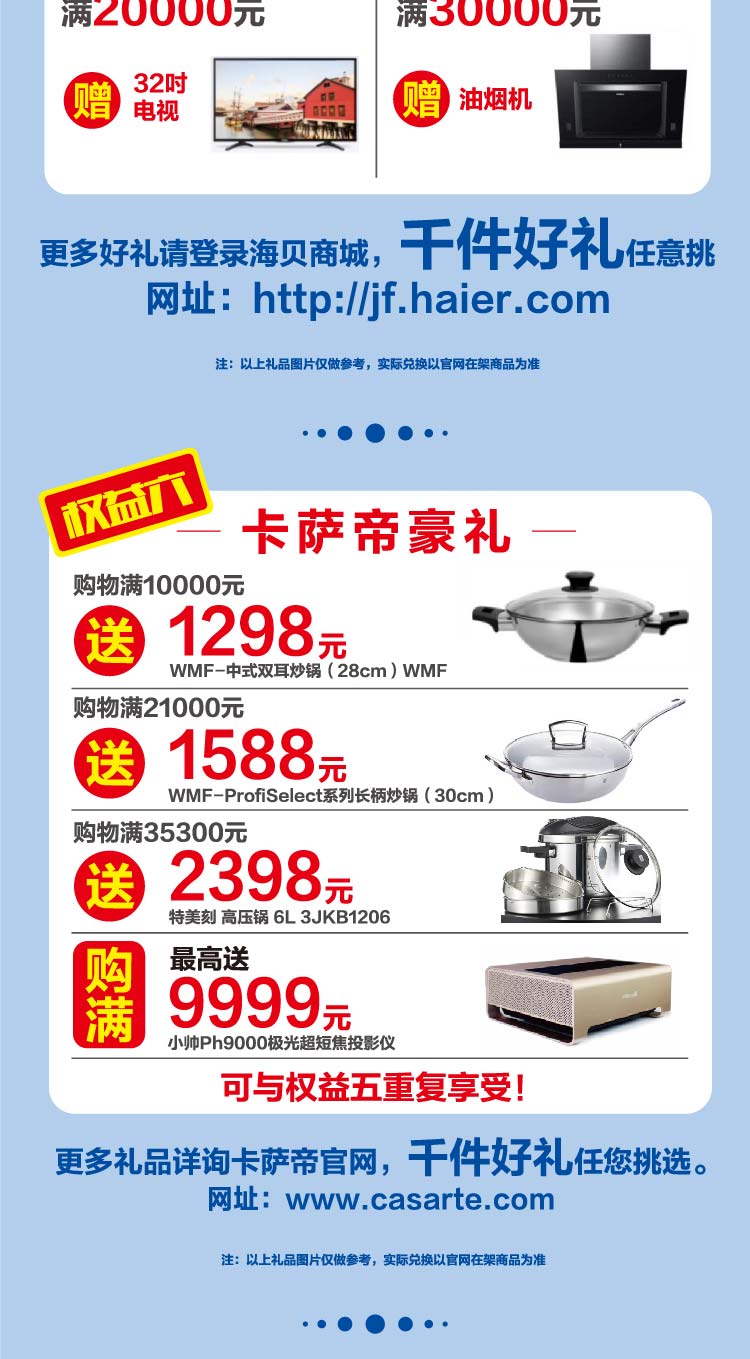 满20000元
满30000元
赠
32吋
电视
赠
油烟机
更多好礼请登录海贝商城，千件好礼任意挑
网址：http://jf.haier.com
注：以上礼品图片仅做参考，实际兑换以官网在架商品为准
权益六
卡萨帝豪礼
购物满10000元
送
1298元
WMF-中式双耳炒锅（28cm）WMF
购物满21000元
送
1588元
WMF-ProfiSelect系列长柄炒锅（30cm）
购物满35300元
送
2398元
特美刻 高压锅 6L 3JKB1206
购满
最高送
9999元
小帅Ph9000极光超短焦投影仪
可与权益五重复享受！
更多礼品详询卡萨帝官网，千件好礼任您挑选。
网址：www.casarte.com
注：以上礼品图片仅做参考，实际兑换以官网在架商品为准